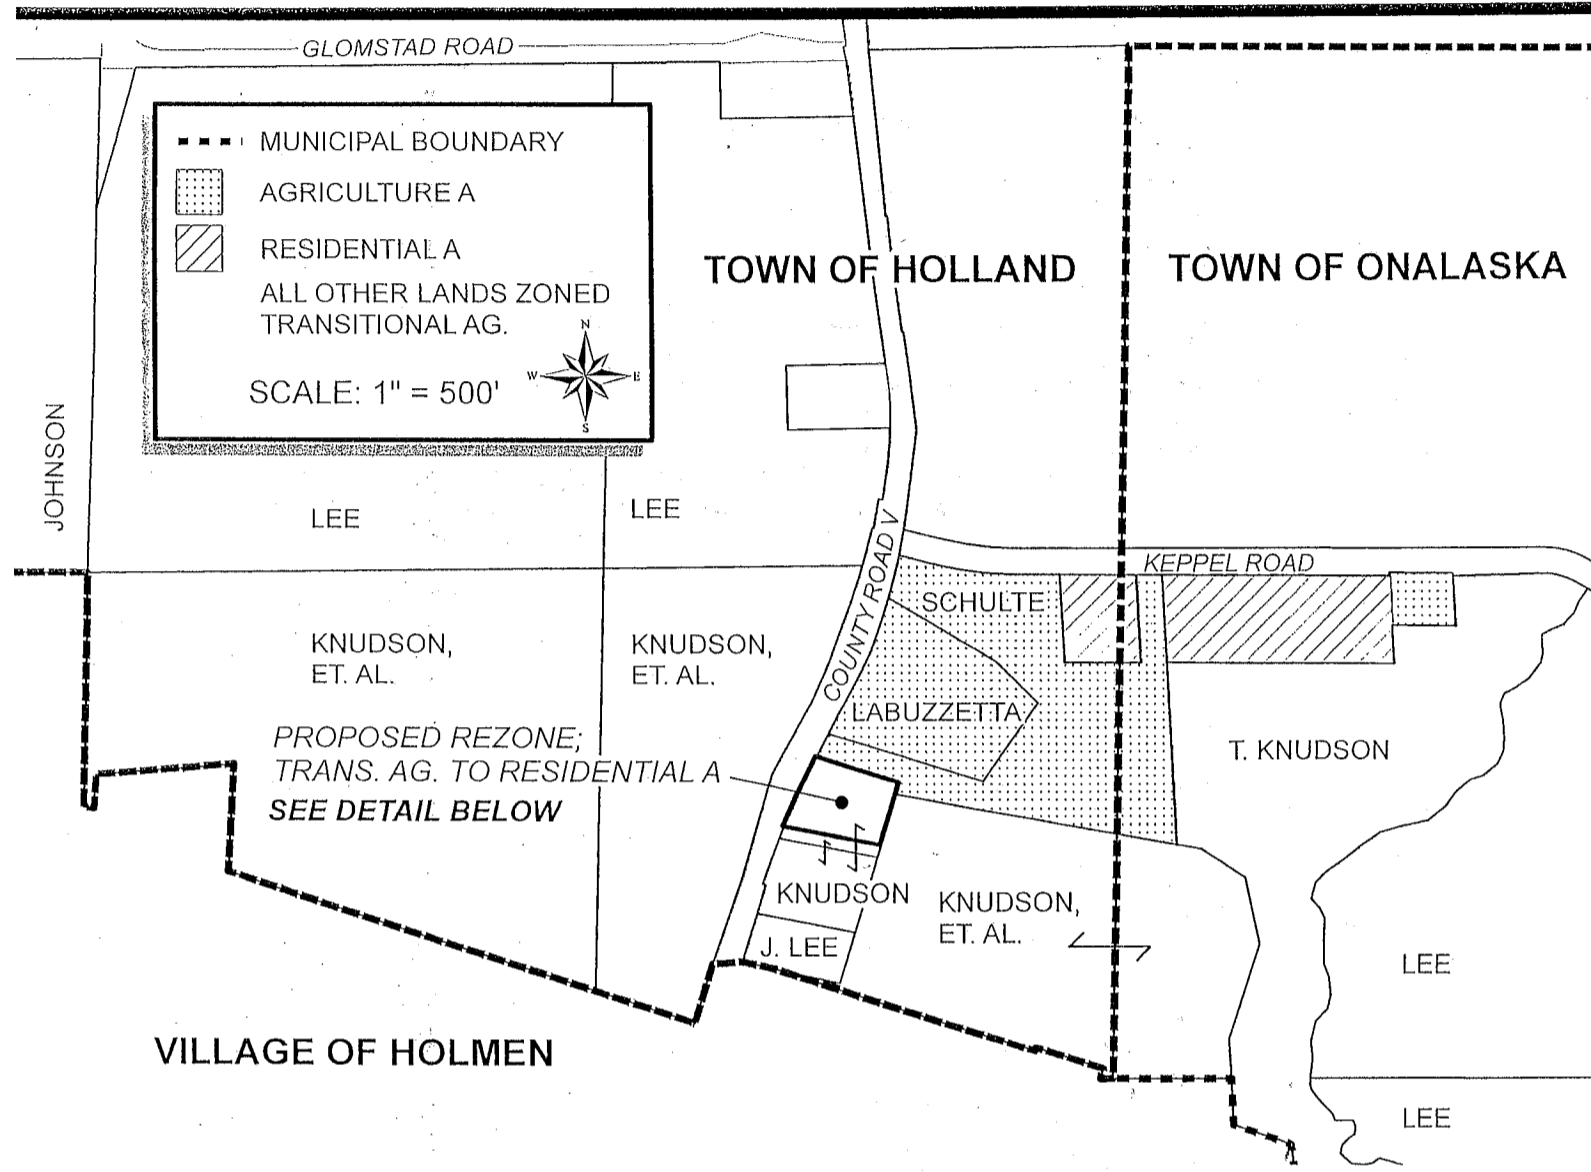 GLOMSTAD ROAD
MUNICIPAL BOUNDARY
AGRICULTURE A
RESIDENTIAL A
ALL OTHER LANDS ZONED
TRANSITIONAL AG.
SCALE: 1" = 500'
N
W
E
S
TOWN OF HOLLAND
TOWN OF ONALASKA
JOHNSON
LEE
LEE
COUNTY ROAD V
KEPPEL ROAD
SCHULTE
KNUDSON,
ET. AL.
KNUDSON,
ET. AL.
LABUZZETTA
PROPOSED REZONE;
TRANS. AG. TO RESIDENTIAL A
SEE DETAIL BELOW
T. KNUDSON
KNUDSON
KNUDSON,
ET. AL.
J. LEE
LEE
VILLAGE OF HOLMEN
LEE